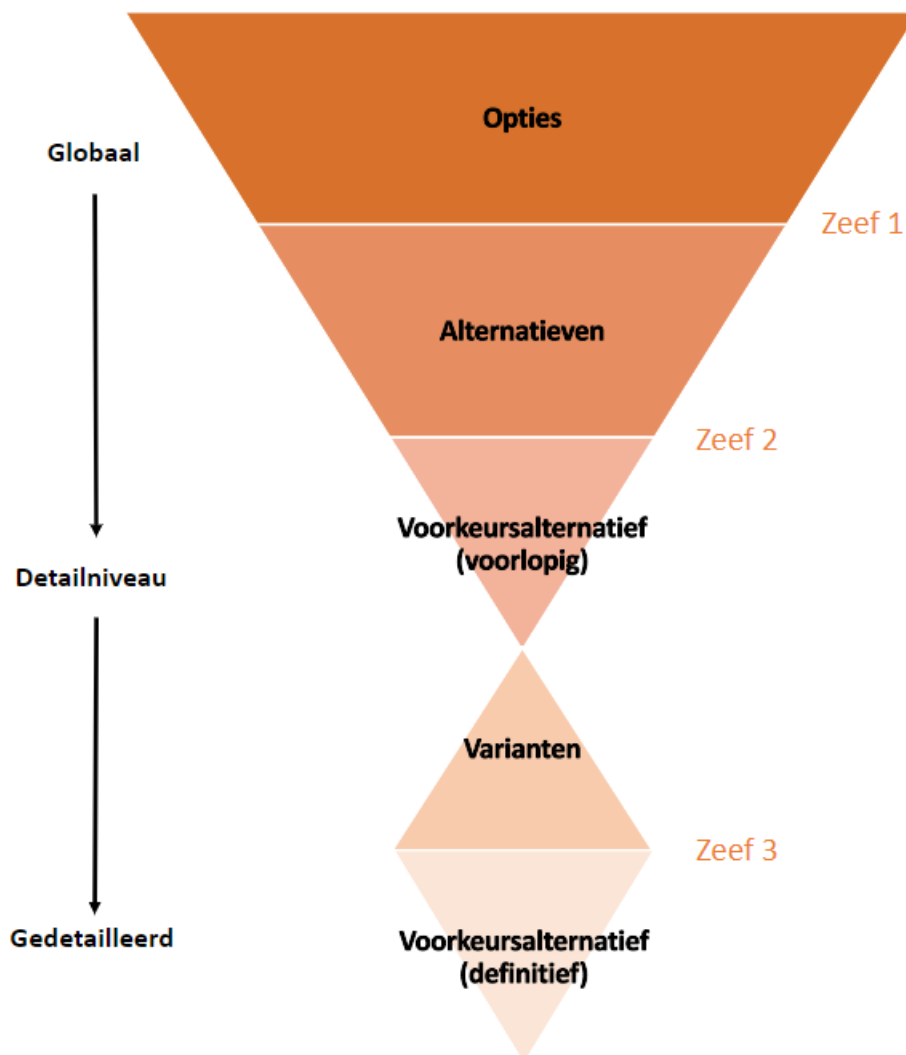 Opties
Globaal
Zeef 1
Alternatieven
Zeef 2
Voorkeursalternatief
(voorlopig)
Detailniveau
Varianten
Zeef 3
Gedetailleerd
Voorkeursalternatief
(definitief)